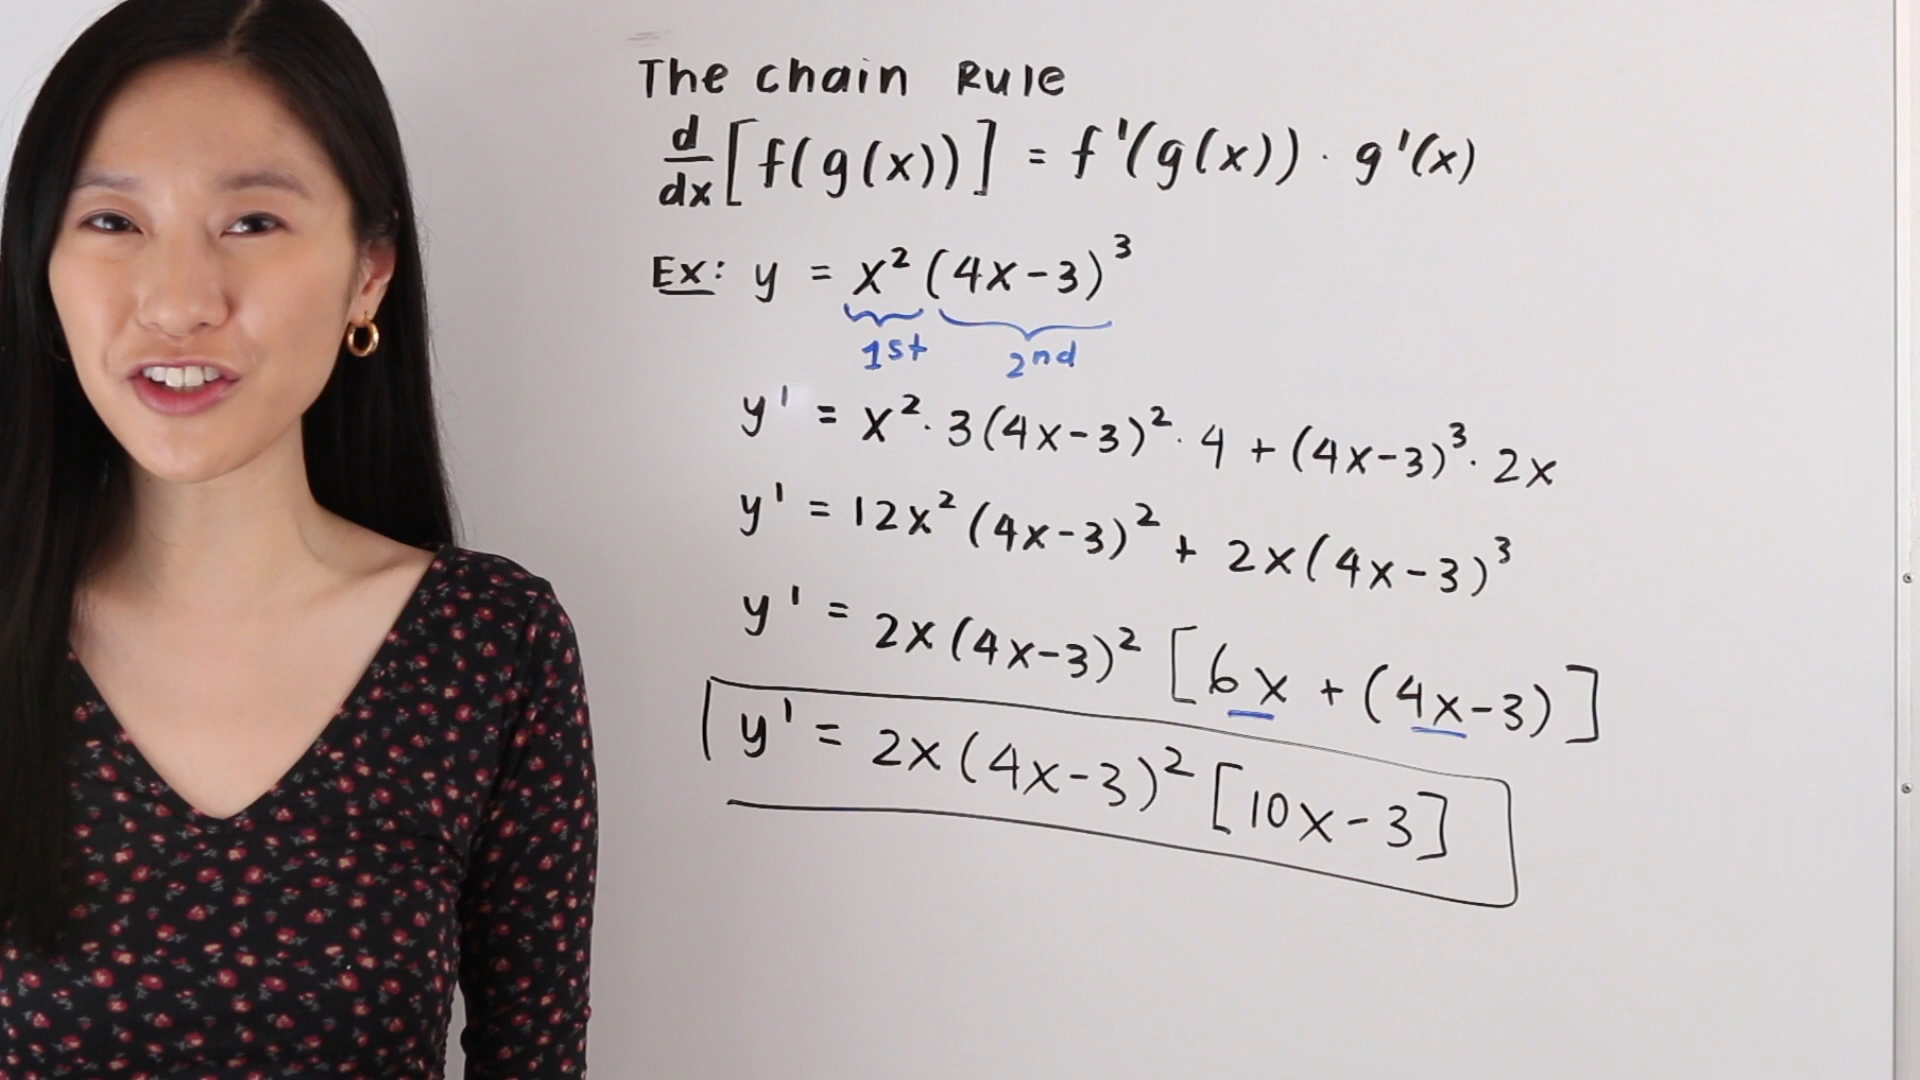 The chain Rule
d/dx [f(g(x))] = f'(g(x)) · g'(x)
Ex: y = x² (4x-3)³
1st 2nd
y' = x² · 3(4x-3)² · 4 + (4x-3)³ · 2x
y' = 12x² (4x-3)² + 2x(4x-3)³
y' = 2x(4x-3)² [6x + (4x-3)]
y' = 2x(4x-3)² [10x-3]